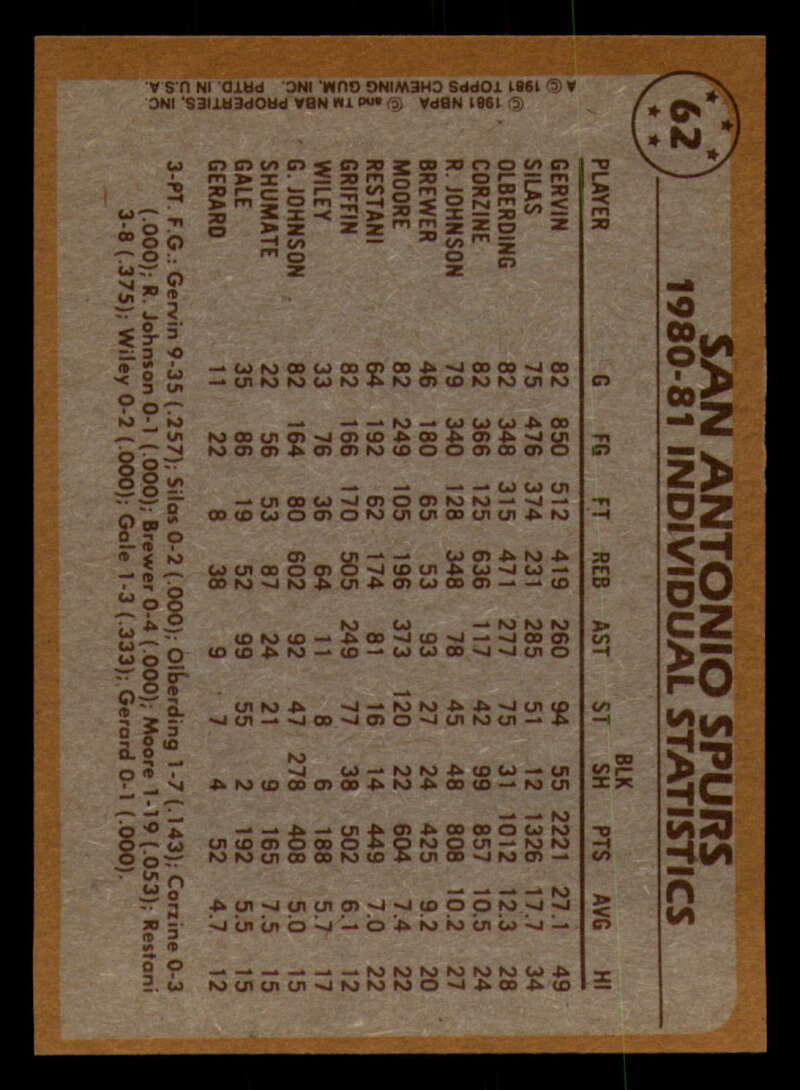 62
SAN ANTONIO SPURS
1980-81 INDIVIDUAL STATISTICS
BLK
PLAYER G FG FT REB AST ST SH PTS AVG HI
GERVIN 82 850 512 419 260 94 55 2221 27.1 49
SILAS 75 476 374 231 285 51 12 1326 17.7 34
OLBERDING 82 348 315 471 277 75 31 1012 12.3 28
CORZINE 82 366 125 636 117 42 99 857 10.5 24
R. JOHNSON 79 340 128 348 78 45 48 808 10.2 27
BREWER 46 180 65 53 93 27 24 425 9.2 20
MOORE 82 249 105 196 373 120 22 604 7.4 22
RESTANI 64 192 62 174 81 16 14 449 7.0 22
GRIFFIN 82 166 170 505 249 77 38 502 6.1 12
WILEY 33 76 36 64 11 8 6 188 5.7 17
G. JOHNSON 82 164 80 602 92 47 278 408 5.0 15
SHUMATE 22 56 53 87 24 21 9 165 7.5 15
GALE 35 86 19 52 99 55 2 192 5.5 15
GERARD 11 22 8 38 9 7 4 52 4.7 12
3-PT. F.G.: Gervin 9-35 (.257); Silas 0-2 (.000); Olberding 1-7 (.143); Corzine 0-3
(.000); R. Johnson 0-1 (.000); Brewer 0-4 (.000); Moore 1-19 (.053); Restani
3-8 (.375); Wiley 0-2 (.000); Gale 1-3 (.333); Gerard 0-1 (.000).
© 1981 NBPA © and TM NBA PROPERTIES, INC.
A © 1981 TOPPS CHEWING GUM, INC. PRTD. IN U.S.A.